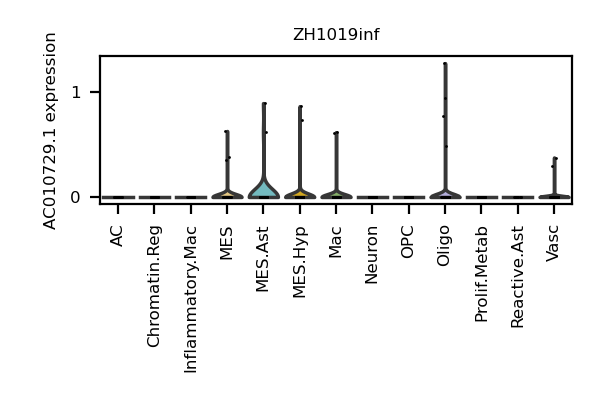 ZH1019inf
AC010729.1 expression
1
0
AC
Chromatin.Reg
Inflammatory.Mac
MES
MES.Ast
MES.Hyp
Mac
Neuron
OPC
Oligo
Prolif.Metab
Reactive.Ast
Vasc